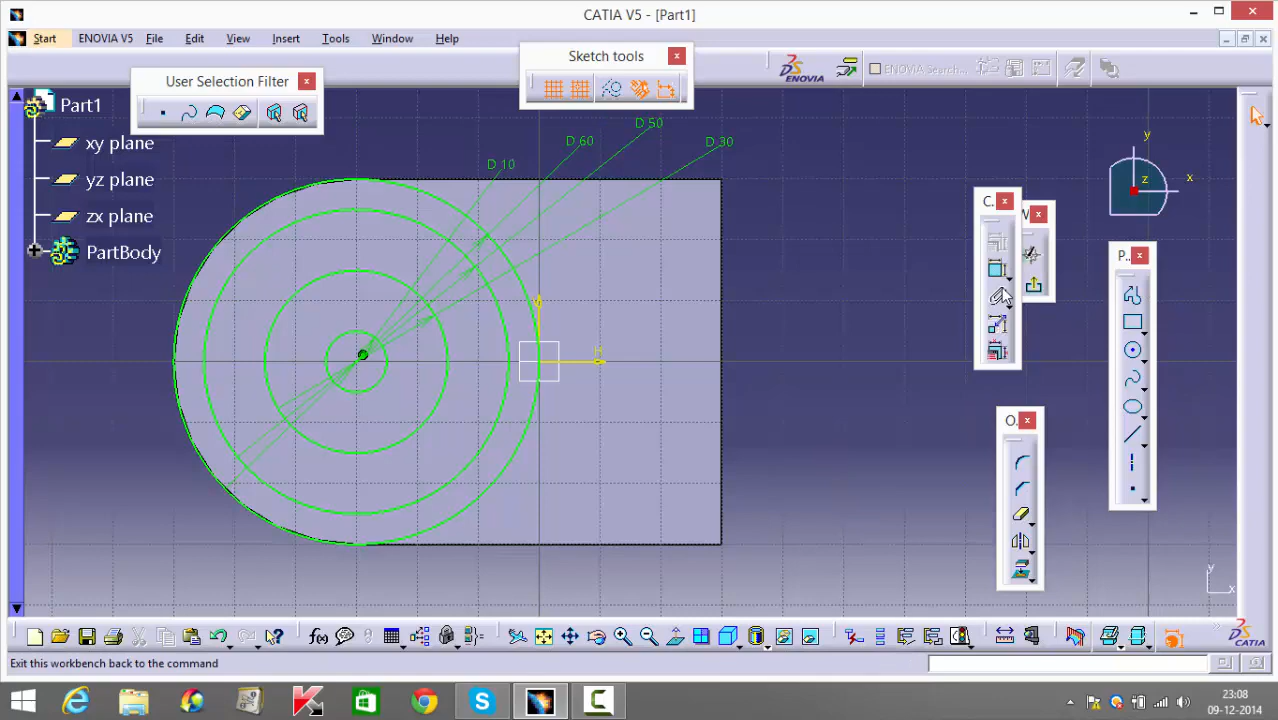 CATIA V5 - [Part1]
Start ENOVIA V5 File Edit View Insert Tools Window Help
Sketch tools
User Selection Filter
ENOVIA
ENOVIA Search...
Part1
xy plane
yz plane
zx plane
PartBody
D 10
D 60
D 50
D 30
H
y
x
z
C.
P..
O.
y
x
f(x)
CATIA
Exit this workbench back to the command
23:08
09-12-2014